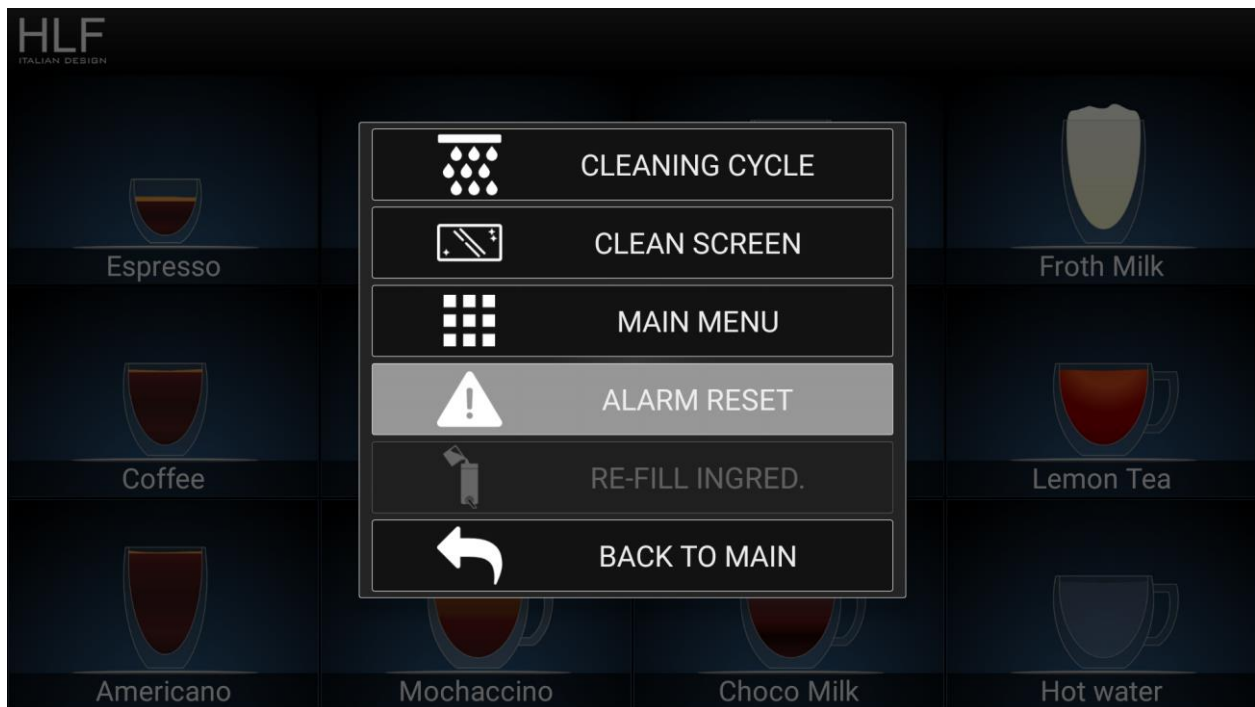 HLF
ITALIAN DESIGN
CLEANING CYCLE
CLEAN SCREEN
Espresso
Froth Milk
MAIN MENU
ALARM RESET
Coffee
RE-FILL INGRED.
Lemon Tea
BACK TO MAIN
Americano
Mochaccino
Choco Milk
Hot water